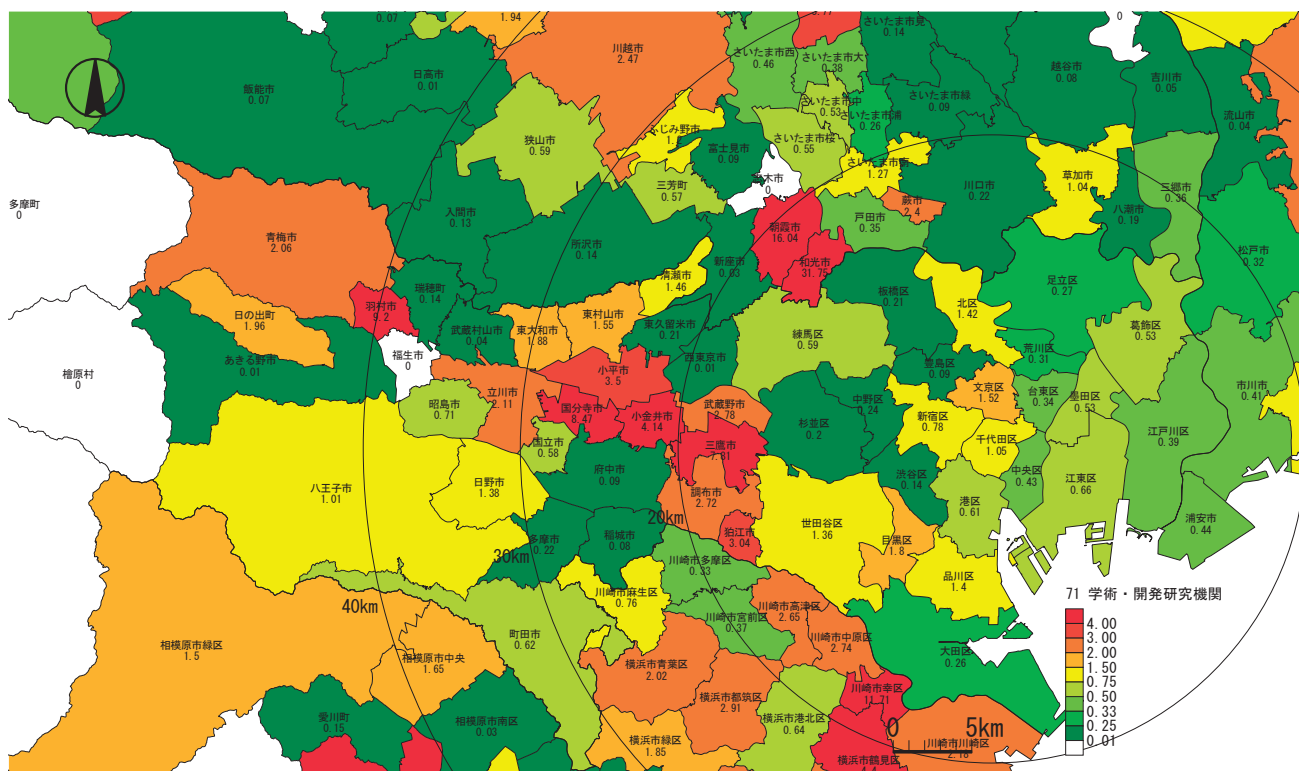 0.07
1.94
川越市
2.47
さいたま市西
0.46
さいたま市大
0.38
さいたま市見
0.14
0
越谷市
0.08
吉川市
0.05
流山市
0.04
飯能市
0.07
日高市
0.01
狭山市
0.59
ふじみ野市
富士見市
0.09
さいたま市中
0.53
さいたま市桜
0.55
さいたま市浦
0.26
さいたま市緑
0.09
1.27
三芳町
0.57
0
朝霞市
16.04
和光市
31.75
戸田市
0.35
蕨市
2.4
川口市
0.22
草加市
1.04
八潮市
0.19
三郷市
0.36
松戸市
0.32
多摩町
0
青梅市
2.06
入間市
0.13
所沢市
0.14
清瀬市
1.46
新座市
0.03
板橋区
0.21
北区
1.42
足立区
0.27
葛飾区
0.53
日の出町
1.96
羽村市
9.2
瑞穂町
0.14
武蔵村山市
0.04
東大和市
1.88
東村山市
1.55
東久留米市
0.21
西東京市
0.01
練馬区
0.59
豊島区
0.09
荒川区
0.31
檜原村
0
あきる野市
0.01
福生市
0
昭島市
0.71
立川市
2.11
小平市
3.5
国分寺市
8.47
小金井市
4.14
武蔵野市
2.78
三鷹市
7.81
杉並区
0.2
中野区
0.24
新宿区
0.78
文京区
1.52
台東区
0.34
墨田区
0.53
江戸川区
0.39
市川市
0.41
国立市
0.58
八王子市
1.01
日野市
1.38
府中市
0.09
調布市
2.72
狛江市
3.04
世田谷区
1.36
渋谷区
0.14
千代田区
1.05
中央区
0.43
港区
0.61
江東区
0.66
浦安市
0.44
20km
30km
40km
多摩市
0.22
稲城市
0.08
目黒区
1.8
品川区
1.4
川崎市多摩区
0.33
川崎市麻生区
0.76
川崎市宮前区
0.37
川崎市高津区
2.65
川崎市中原区
2.74
大田区
0.26
相模原市緑区
1.5
相模原市中央
1.65
町田市
0.62
横浜市青葉区
2.02
横浜市都筑区
2.91
横浜市港北区
0.64
川崎市幸区
11.71
愛川町
0.15
相模原市南区
0.03
横浜市緑区
1.85
横浜市鶴見区
川崎市川崎区
2.18
0 5km
71 学術・開発研究機関
4.00
3.00
2.00
1.50
0.75
0.50
0.33
0.25
0.01